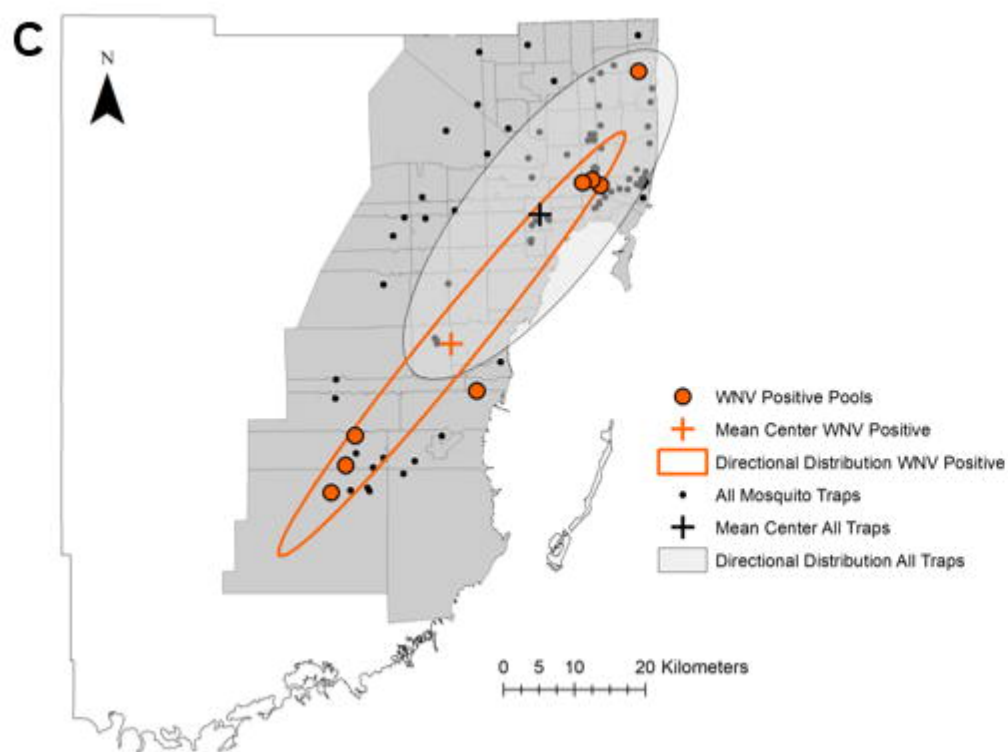 C
N
WNV Positive Pools
Mean Center WNV Positive
Directional Distribution WNV Positive
All Mosquito Traps
Mean Center All Traps
Directional Distribution All Traps
0 5 10 20 Kilometers